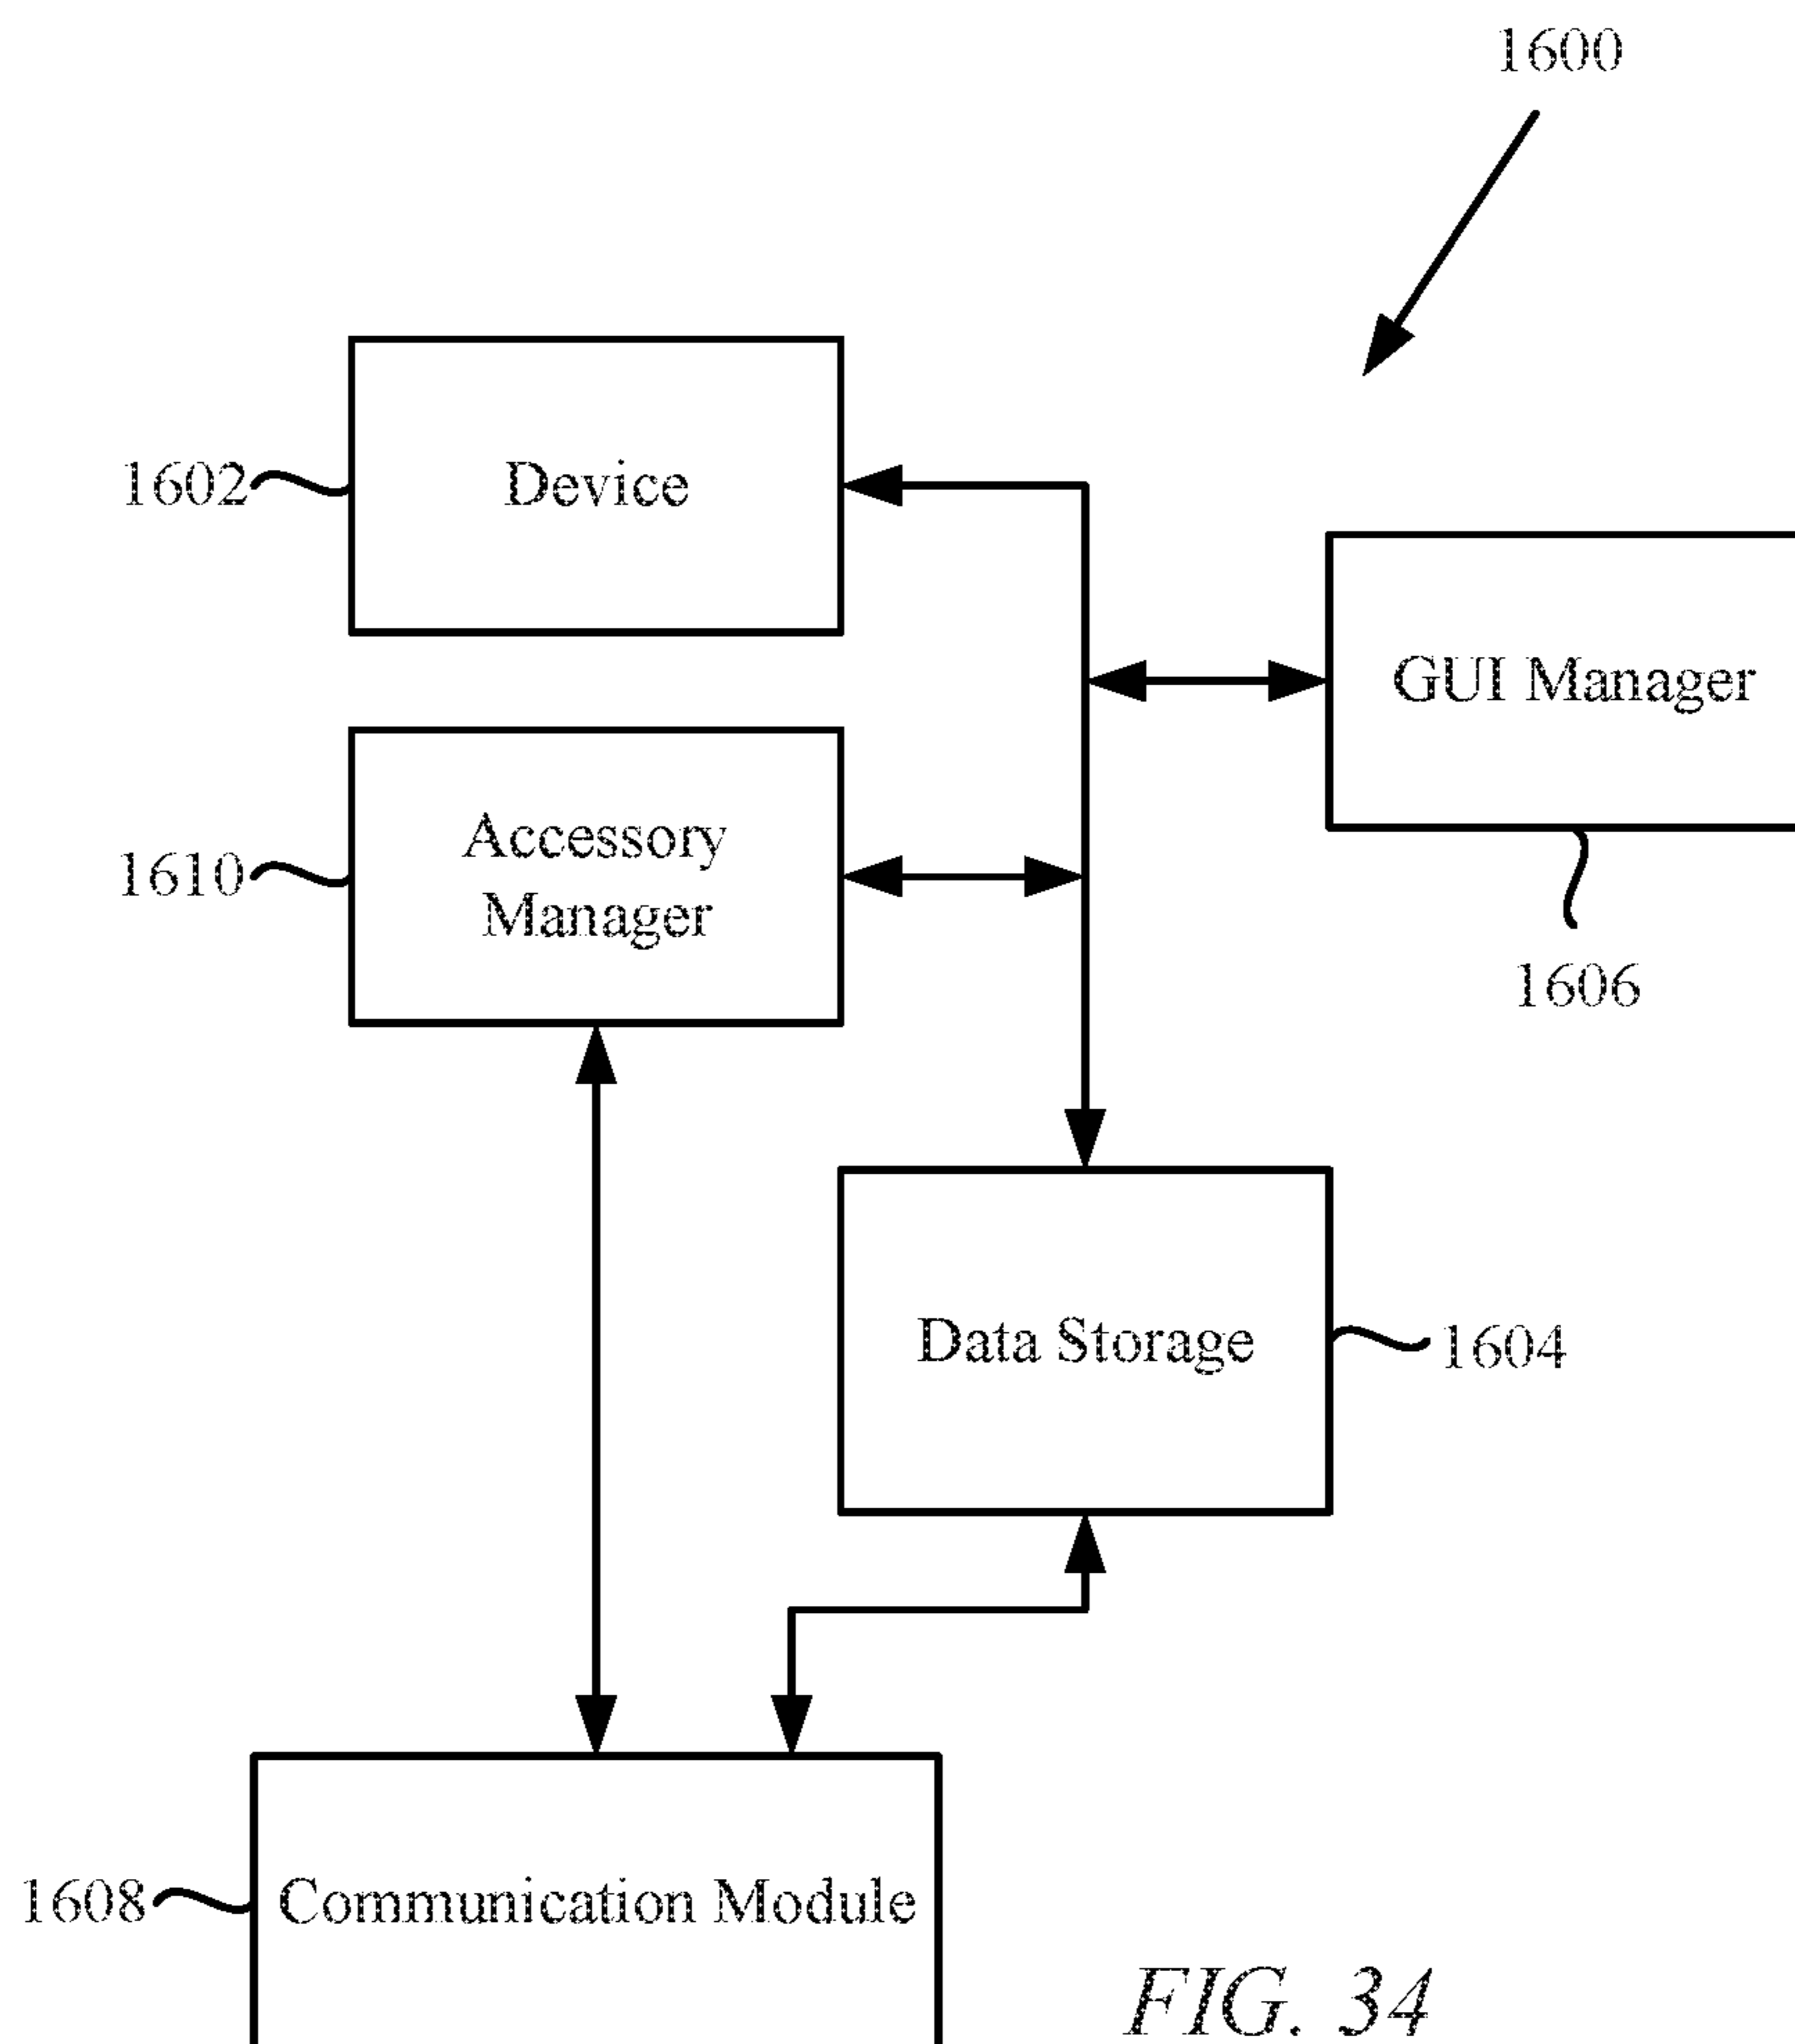 1600
1602
Device
GUI Manager
1610
Accessory
Manager
1606
Data Storage
1604
1608
Communication Module
FIG. 34